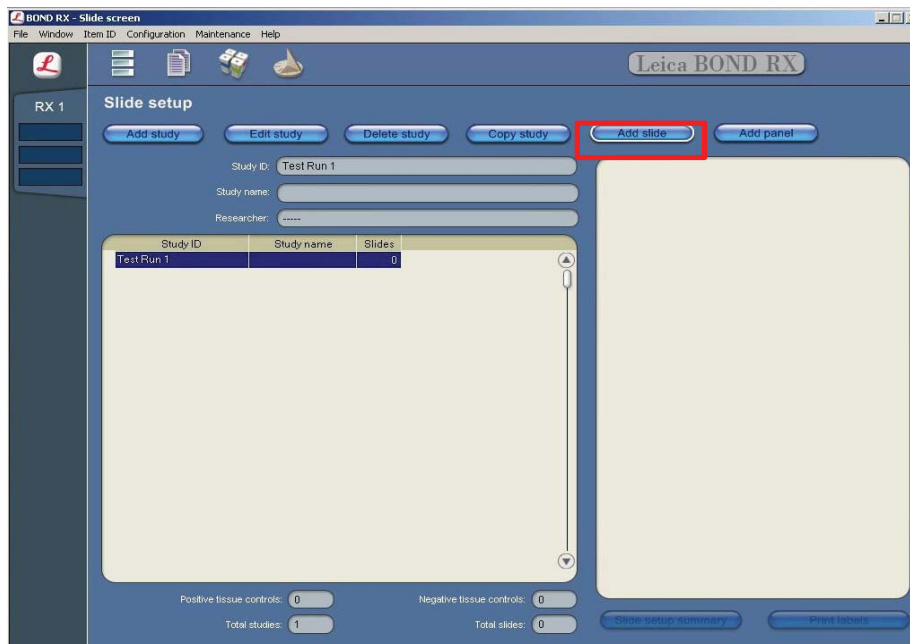 BOND RX - Slide screen
File Window Item ID Configuration Maintenance Help
Leica BOND RX
RX 1
Slide setup
Add study Edit study Delete study Copy study Add slide Add panel
Study ID: Test Run 1
Study name:
Researcher: -----
Study ID Study name Slides
Test Run 1 0
Positive tissue controls: 0 Negative tissue controls: 0
Total studies: 1 Total slides: 0
Slide setup summary Print labels